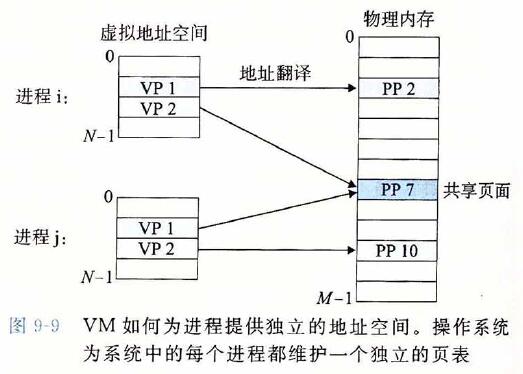 虚拟地址空间
物理内存
0
0
地址翻译
进程 i:
VP 1
PP 2
VP 2
N-1
PP 7
共享页面
0
进程 j:
VP 1
VP 2
PP 10
N-1
M-1
图 9-9 VM 如何为进程提供独立的地址空间。操作系统
为系统中的每个进程都维护一个独立的页表